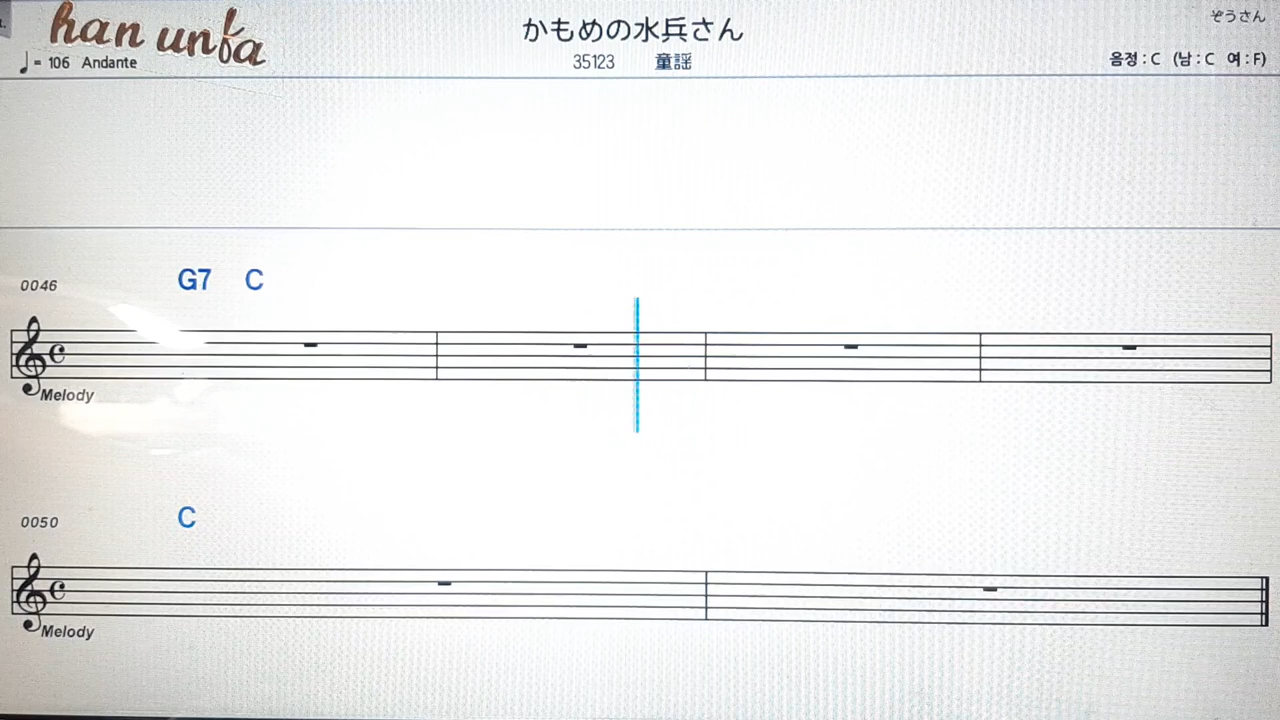 han unfa
♩= 106 Andante
かもめの水兵さん
35123 童謡
ぞうさん
음정 : C (남 : C 여 : F)
0046 G7 C
Melody
0050 C
Melody